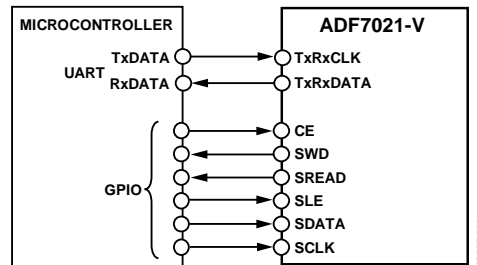 MICROCONTROLLER
ADF7021-V
UART
TxDATA
TxRxCLK
RxDATA
TxRxDATA
GPIO
CE
SWD
SREAD
SLE
SDATA
SCLK